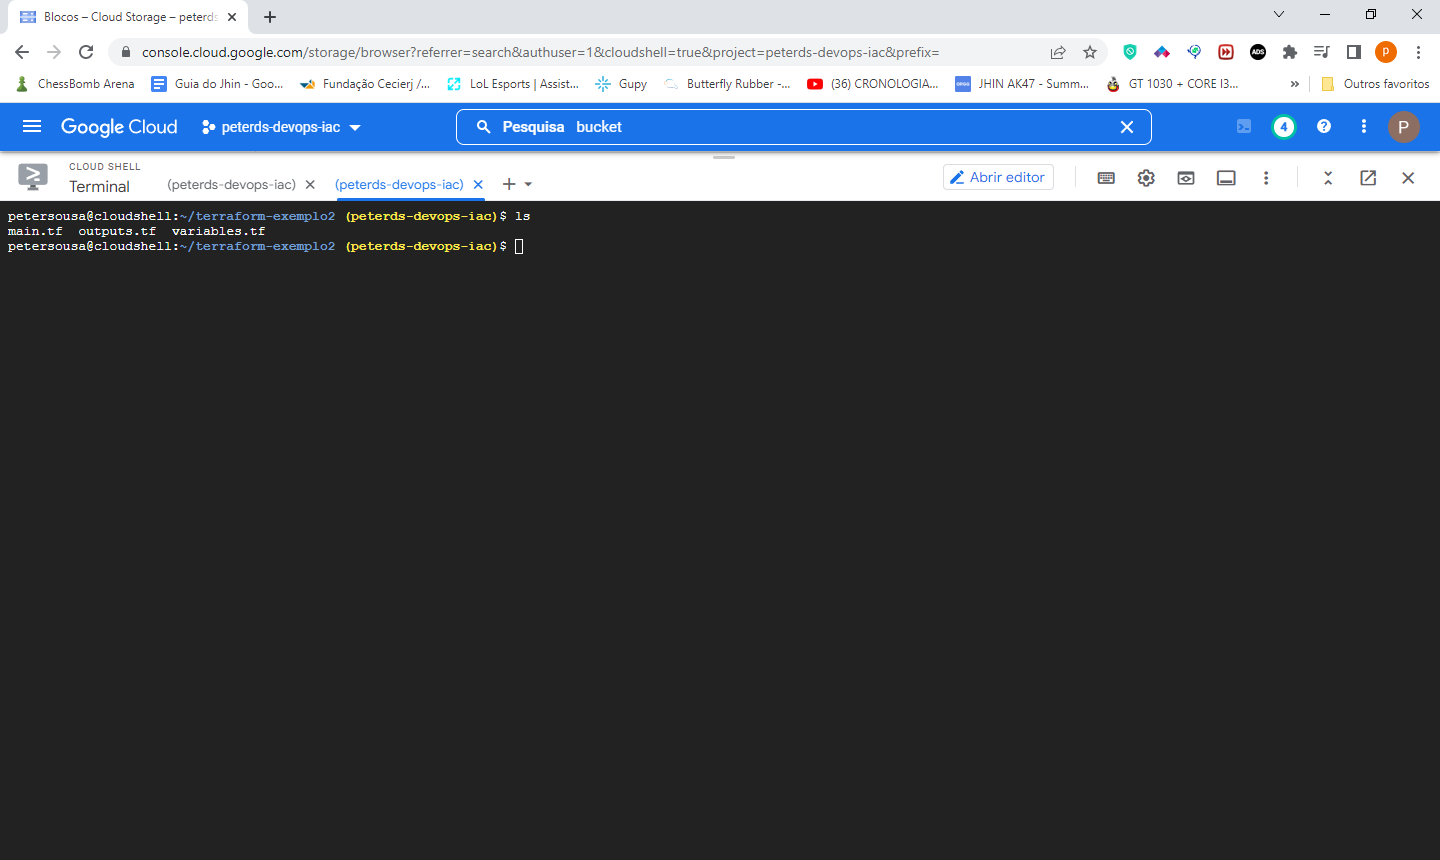 Blocos – Cloud Storage – peterds
console.cloud.google.com/storage/browser?referrer=search&authuser=1&cloudshell=true&project=peterds-devops-iac&prefix=
ADS
p
ChessBomb Arena
Guia do Jhin - Goo...
Fundação Cecierj /...
LoL Esports | Assist...
Gupy
Butterfly Rubber -...
(36) CRONOLOGIA...
JHIN AK47 - Summ...
GT 1030 + CORE I3...
»
Outros favoritos
Google Cloud
peterds-devops-iac
Pesquisa bucket
4
P
CLOUD SHELL
Terminal
(peterds-devops-iac)
(peterds-devops-iac)
Abrir editor
petersousa@cloudshell:~/terraform-exemplo2 (peterds-devops-iac)$ ls
main.tf outputs.tf variables.tf
petersousa@cloudshell:~/terraform-exemplo2 (peterds-devops-iac)$